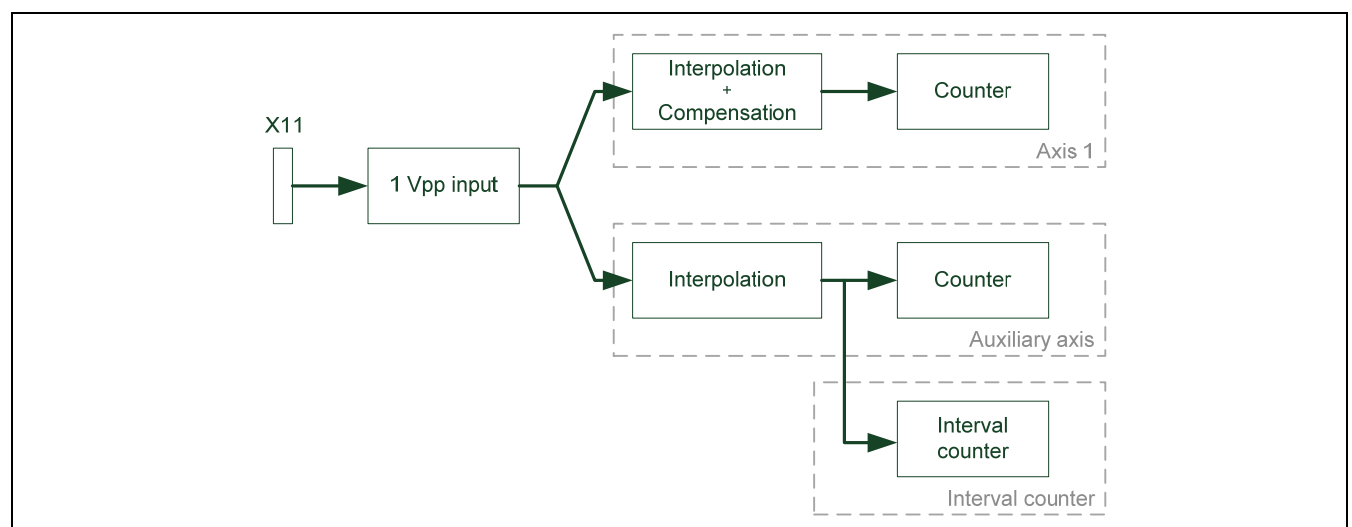 Interpolation
+
Compensation
Counter
Axis 1
X11
1 Vpp input
Interpolation
Counter
Auxiliary axis
Interval
counter
Interval counter